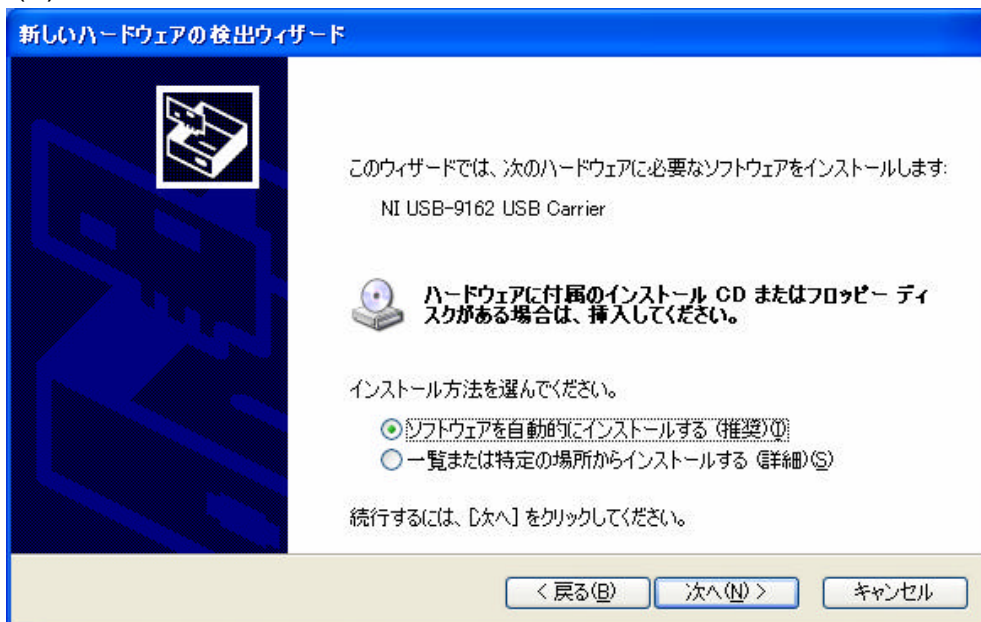 新しいハードウェアの検出ウィザード
このウィザードでは、次のハードウェアに必要なソフトウェアをインストールします:
NI USB-9162 USB Carrier
ハードウェアに付属のインストール CD またはフロッピー ディ
スクがある場合は、挿入してください。
インストール方法を選んでください。
ソフトウェアを自動的にインストールする (推奨)(I)
一覧または特定の場所からインストールする (詳細)(S)
続行するには、[次へ] をクリックしてください。
< 戻る(B) 次へ(N) > キャンセル